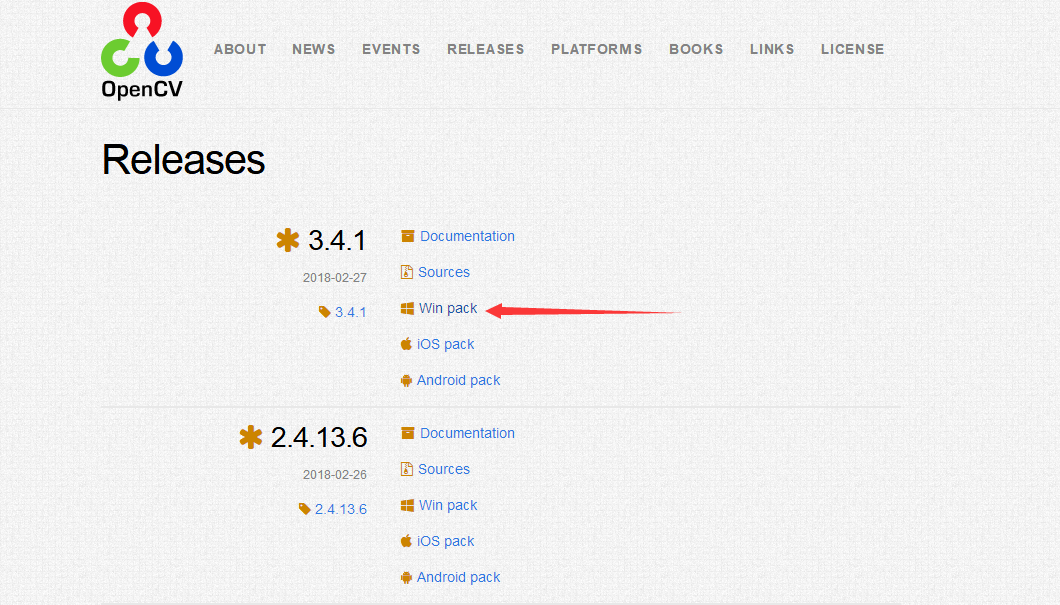 ABOUT NEWS EVENTS RELEASES PLATFORMS BOOKS LINKS LICENSE
OpenCV
Releases
3.4.1
2018-02-27
3.4.1
Documentation
Sources
Win pack
iOS pack
Android pack
2.4.13.6
2018-02-26
2.4.13.6
Documentation
Sources
Win pack
iOS pack
Android pack